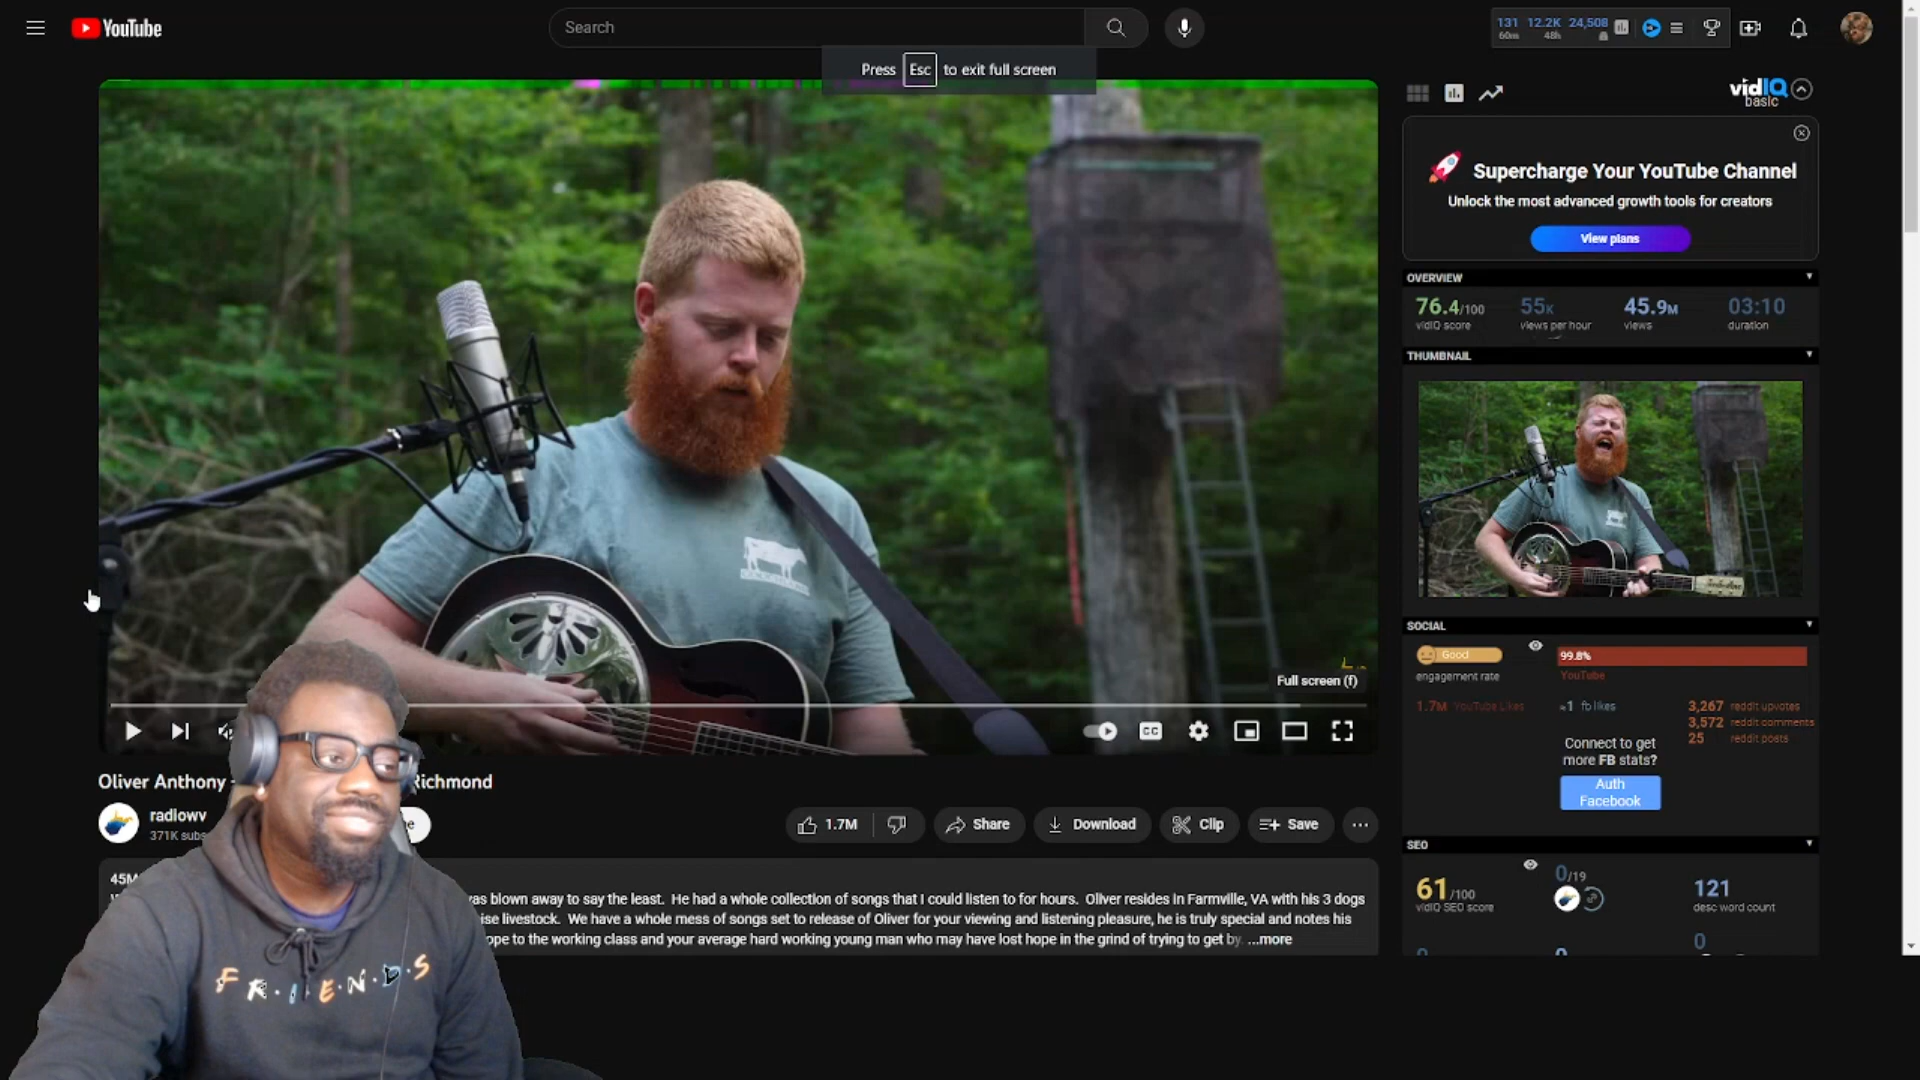 YouTube
Search
131 12.2K 24,508
60m 48h
Press Esc to exit full screen
vidIQ
basic
Supercharge Your YouTube Channel
Unlock the most advanced growth tools for creators
View plans
OVERVIEW
76.4/100 55K 45.9M 03:10
vidIQ score views per hour views duration
THUMBNAIL
SOCIAL
Good 99.8%
engagement rate YouTube
1.7M YouTube Likes ≈1 fb likes 3,267 reddit upvotes
3,572 reddit comments
25 reddit posts
Connect to get
more FB stats?
Auth
Facebook
SEO
61/100 0/19 121
vidIQ SEO score desc word count
0
Full screen (f)
CC
Oliver Anthony - Richmond
radiowv
371K subs
1.7M Share Download Clip Save
45M
was blown away to say the least. He had a whole collection of songs that I could listen to for hours. Oliver resides in Farmville, VA with his 3 dogs
livestock. We have a whole mess of songs set to release of Oliver for your viewing and listening pleasure, he is truly special and notes his
to the working class and your average hard working young man who may have lost hope in the grind of trying to get by. ...more
F·R·I·E·N·D·S